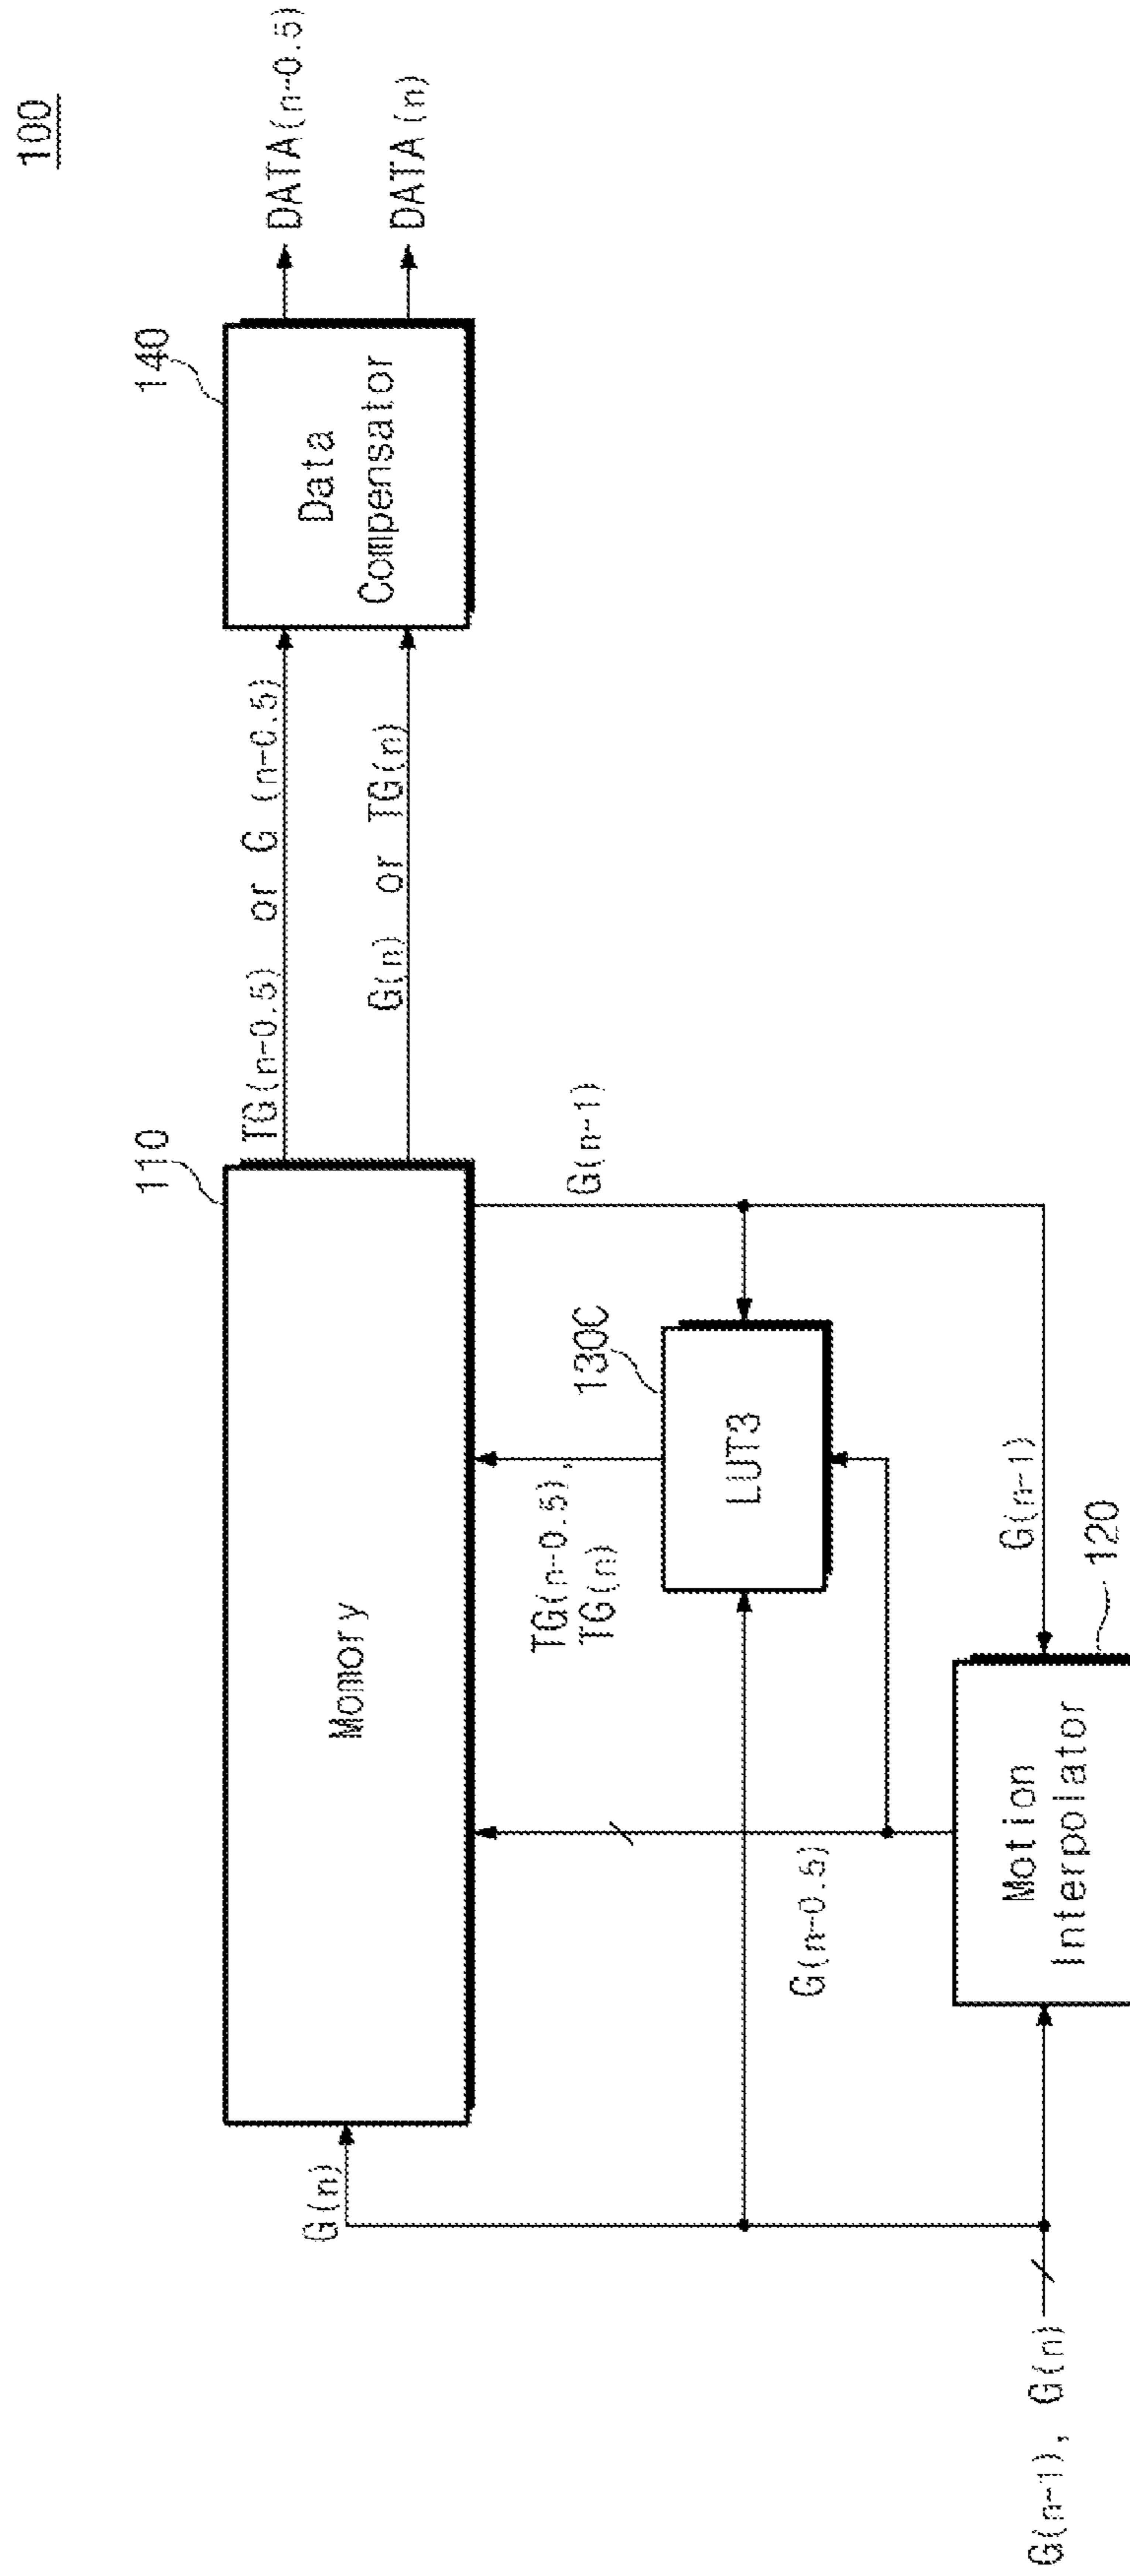 100
110
140
TG(n-0.5) or G (n-0.5)
DATA(n-0.5)
G(n)
Momory
Data
Compensator
G(n) or TG(n)
DATA(n)
TG(n-0.5),
TG(n)
G(n-1)
130C
LUT3
G(n-0.5)
G(n-1)
G(n-1), G(n)
Motion
Interpolator
120